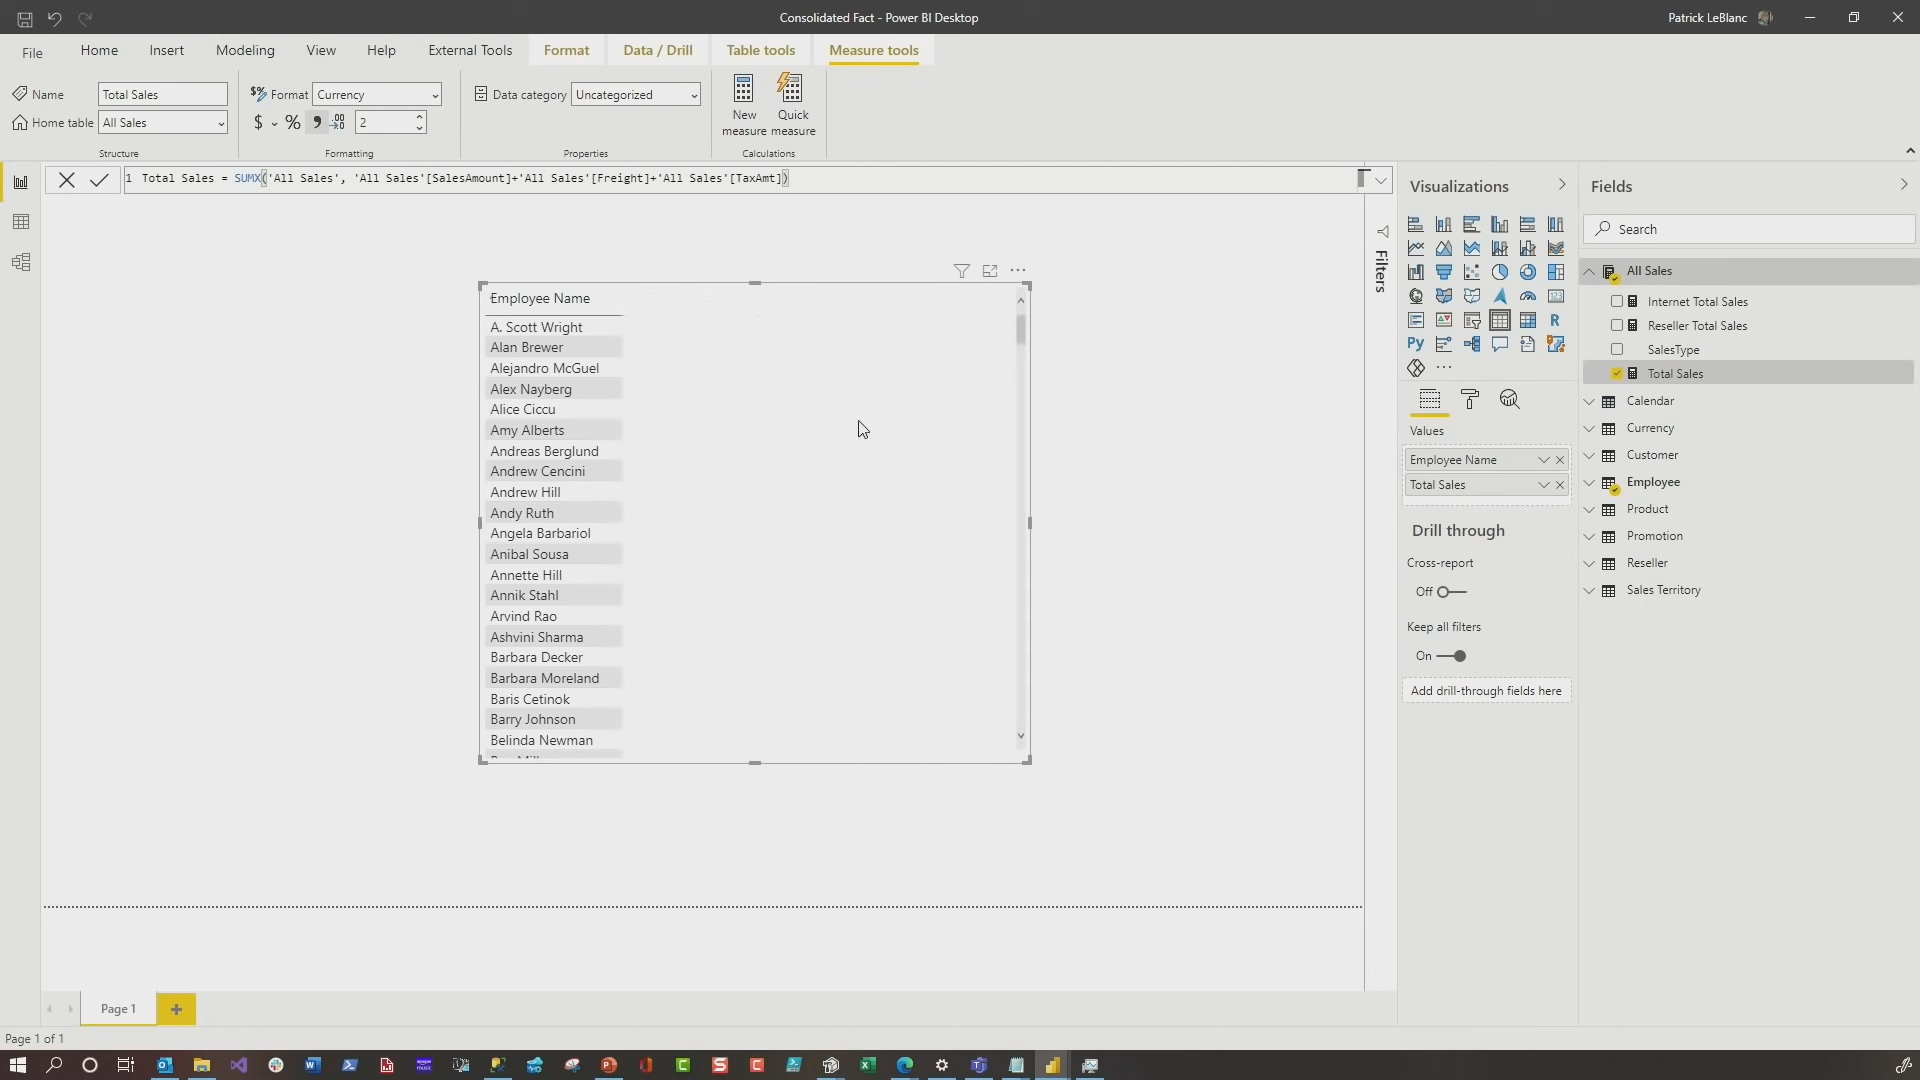 Consolidated Fact - Power BI Desktop
Patrick LeBlanc
File
Home
Insert
Modeling
View
Help
External Tools
Format
Data / Drill
Table tools
Measure tools
Name
Total Sales
Home table
All Sales
Structure
Format
Currency
$
%
2
Formatting
Data category
Uncategorized
Properties
New measure
Quick measure
Calculations
1 Total Sales = SUMX('All Sales', 'All Sales'[SalesAmount]+'All Sales'[Freight]+'All Sales'[TaxAmt])
Employee Name
A. Scott Wright
Alan Brewer
Alejandro McGuel
Alex Nayberg
Alice Ciccu
Amy Alberts
Andreas Berglund
Andrew Cencini
Andrew Hill
Andy Ruth
Angela Barbariol
Anibal Sousa
Annette Hill
Annik Stahl
Arvind Rao
Ashvini Sharma
Barbara Decker
Barbara Moreland
Baris Cetinok
Barry Johnson
Belinda Newman
Filters
Visualizations
R
Py
Values
Employee Name
Total Sales
Drill through
Cross-report
Off
Keep all filters
On
Add drill-through fields here
Fields
Search
All Sales
Internet Total Sales
Reseller Total Sales
SalesType
Total Sales
Calendar
Currency
Customer
Employee
Product
Promotion
Reseller
Sales Territory
Page 1
Page 1 of 1